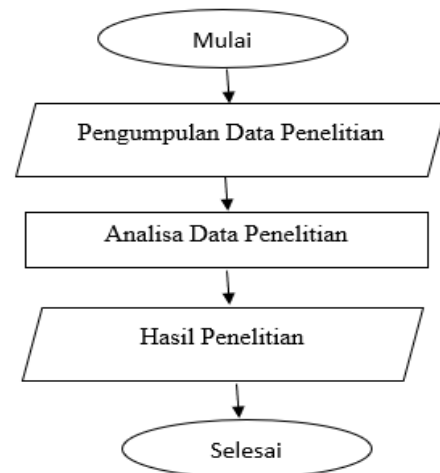 Mulai
Pengumpulan Data Penelitian
Analisa Data Penelitian
Hasil Penelitian
Selesai